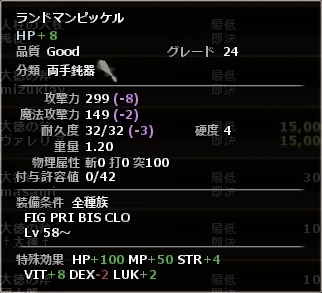 ランドマンピッケル
HP+8
品質 Good グレード 24
分類 両手鈍器
攻撃力 299 (-8)
魔法攻撃力 149 (-2)
耐久度 32/32 (-3) 硬度 4
重量 1.20
物理属性 斬0 打0 突100
付与許容値 0/42
装備条件 全種族
FIG PRI BIS CLO
Lv 58~
特殊効果 HP+100 MP+50 STR+4
VIT+8 DEX-2 LUK+2
15,00